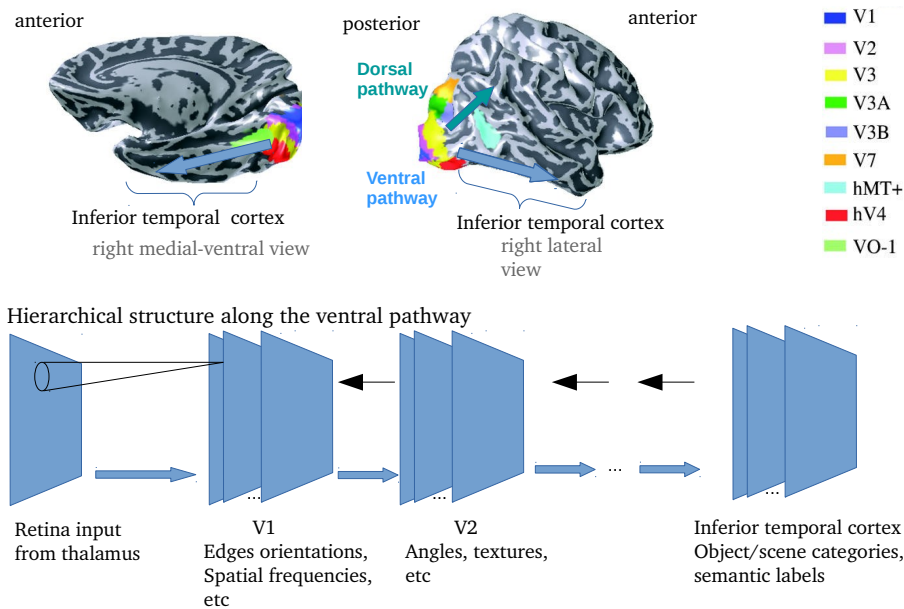 anterior
posterior
anterior
Dorsal
pathway
Ventral
pathway
Inferior temporal cortex
right medial-ventral view
Inferior temporal cortex
right lateral
view
V1
V2
V3
V3A
V3B
V7
hMT+
hV4
VO-1
Hierarchical structure along the ventral pathway
...
...
...
...
Retina input
from thalamus
V1
Edges orientations,
Spatial frequencies,
etc
V2
Angles, textures,
etc
Inferior temporal cortex
Object/scene categories,
semantic labels